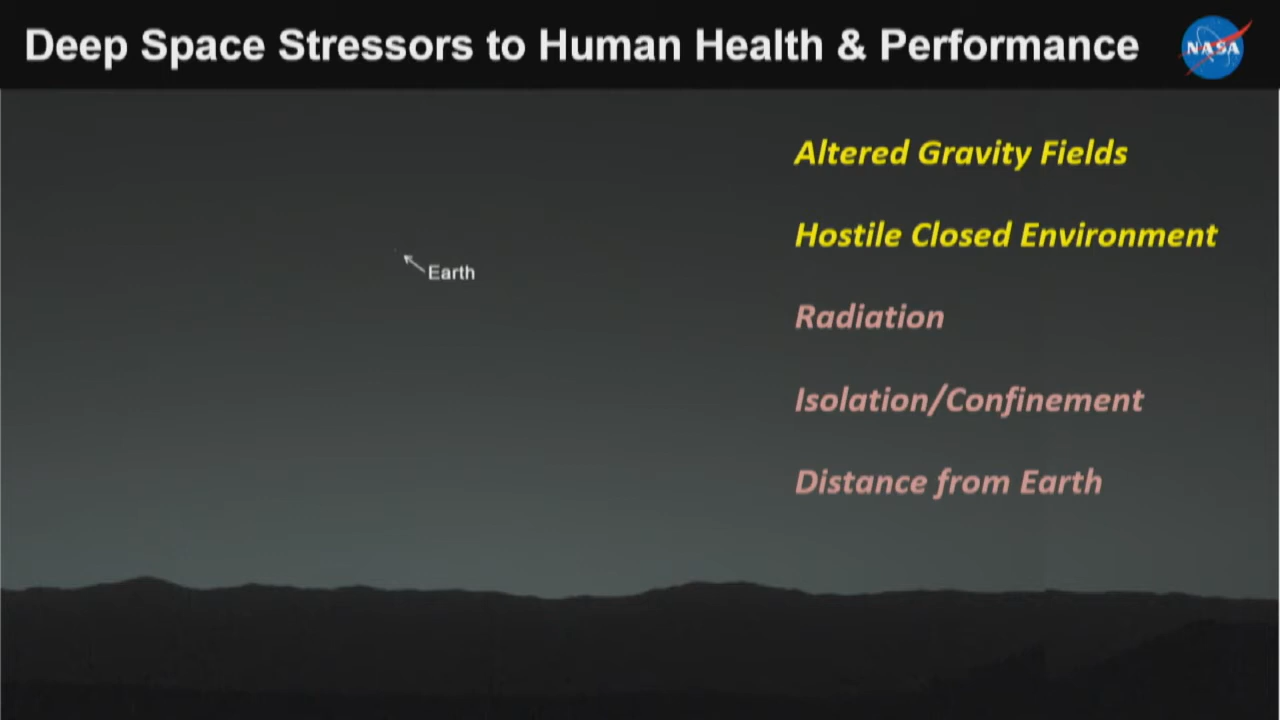 Deep Space Stressors to Human Health & Performance
NASA
Altered Gravity Fields
Hostile Closed Environment
Earth
Radiation
Isolation/Confinement
Distance from Earth